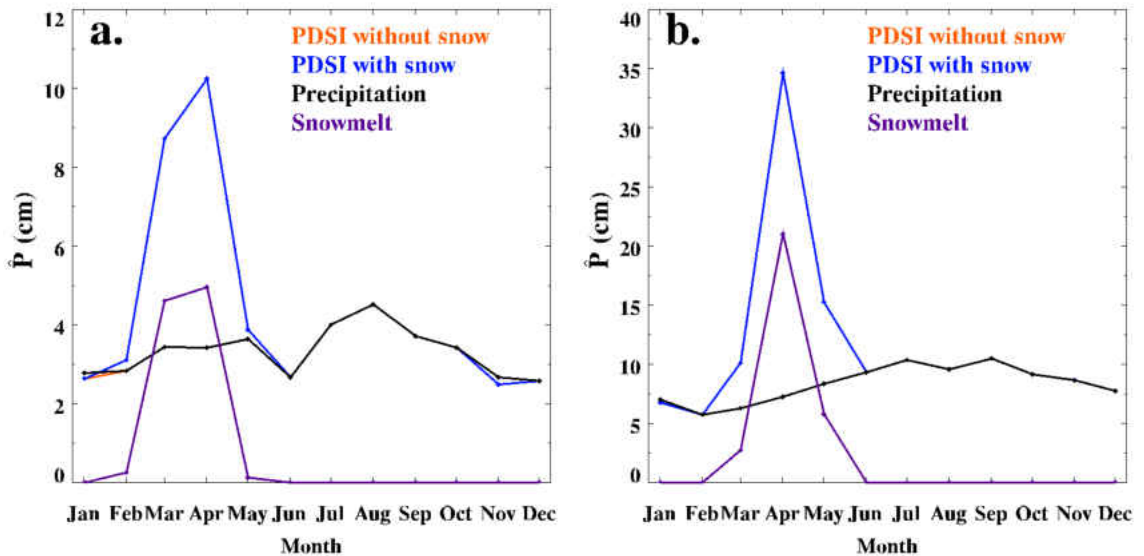 a.
PDSI without snow
PDSI with snow
Precipitation
Snowmelt
12
10
8
6
4
2
0
P̂ (cm)
Jan Feb Mar Apr May Jun Jul Aug Sep Oct Nov Dec
Month
b.
PDSI without snow
PDSI with snow
Precipitation
Snowmelt
40
35
30
25
20
15
10
5
0
P̂ (cm)
Jan Feb Mar Apr May Jun Jul Aug Sep Oct Nov Dec
Month